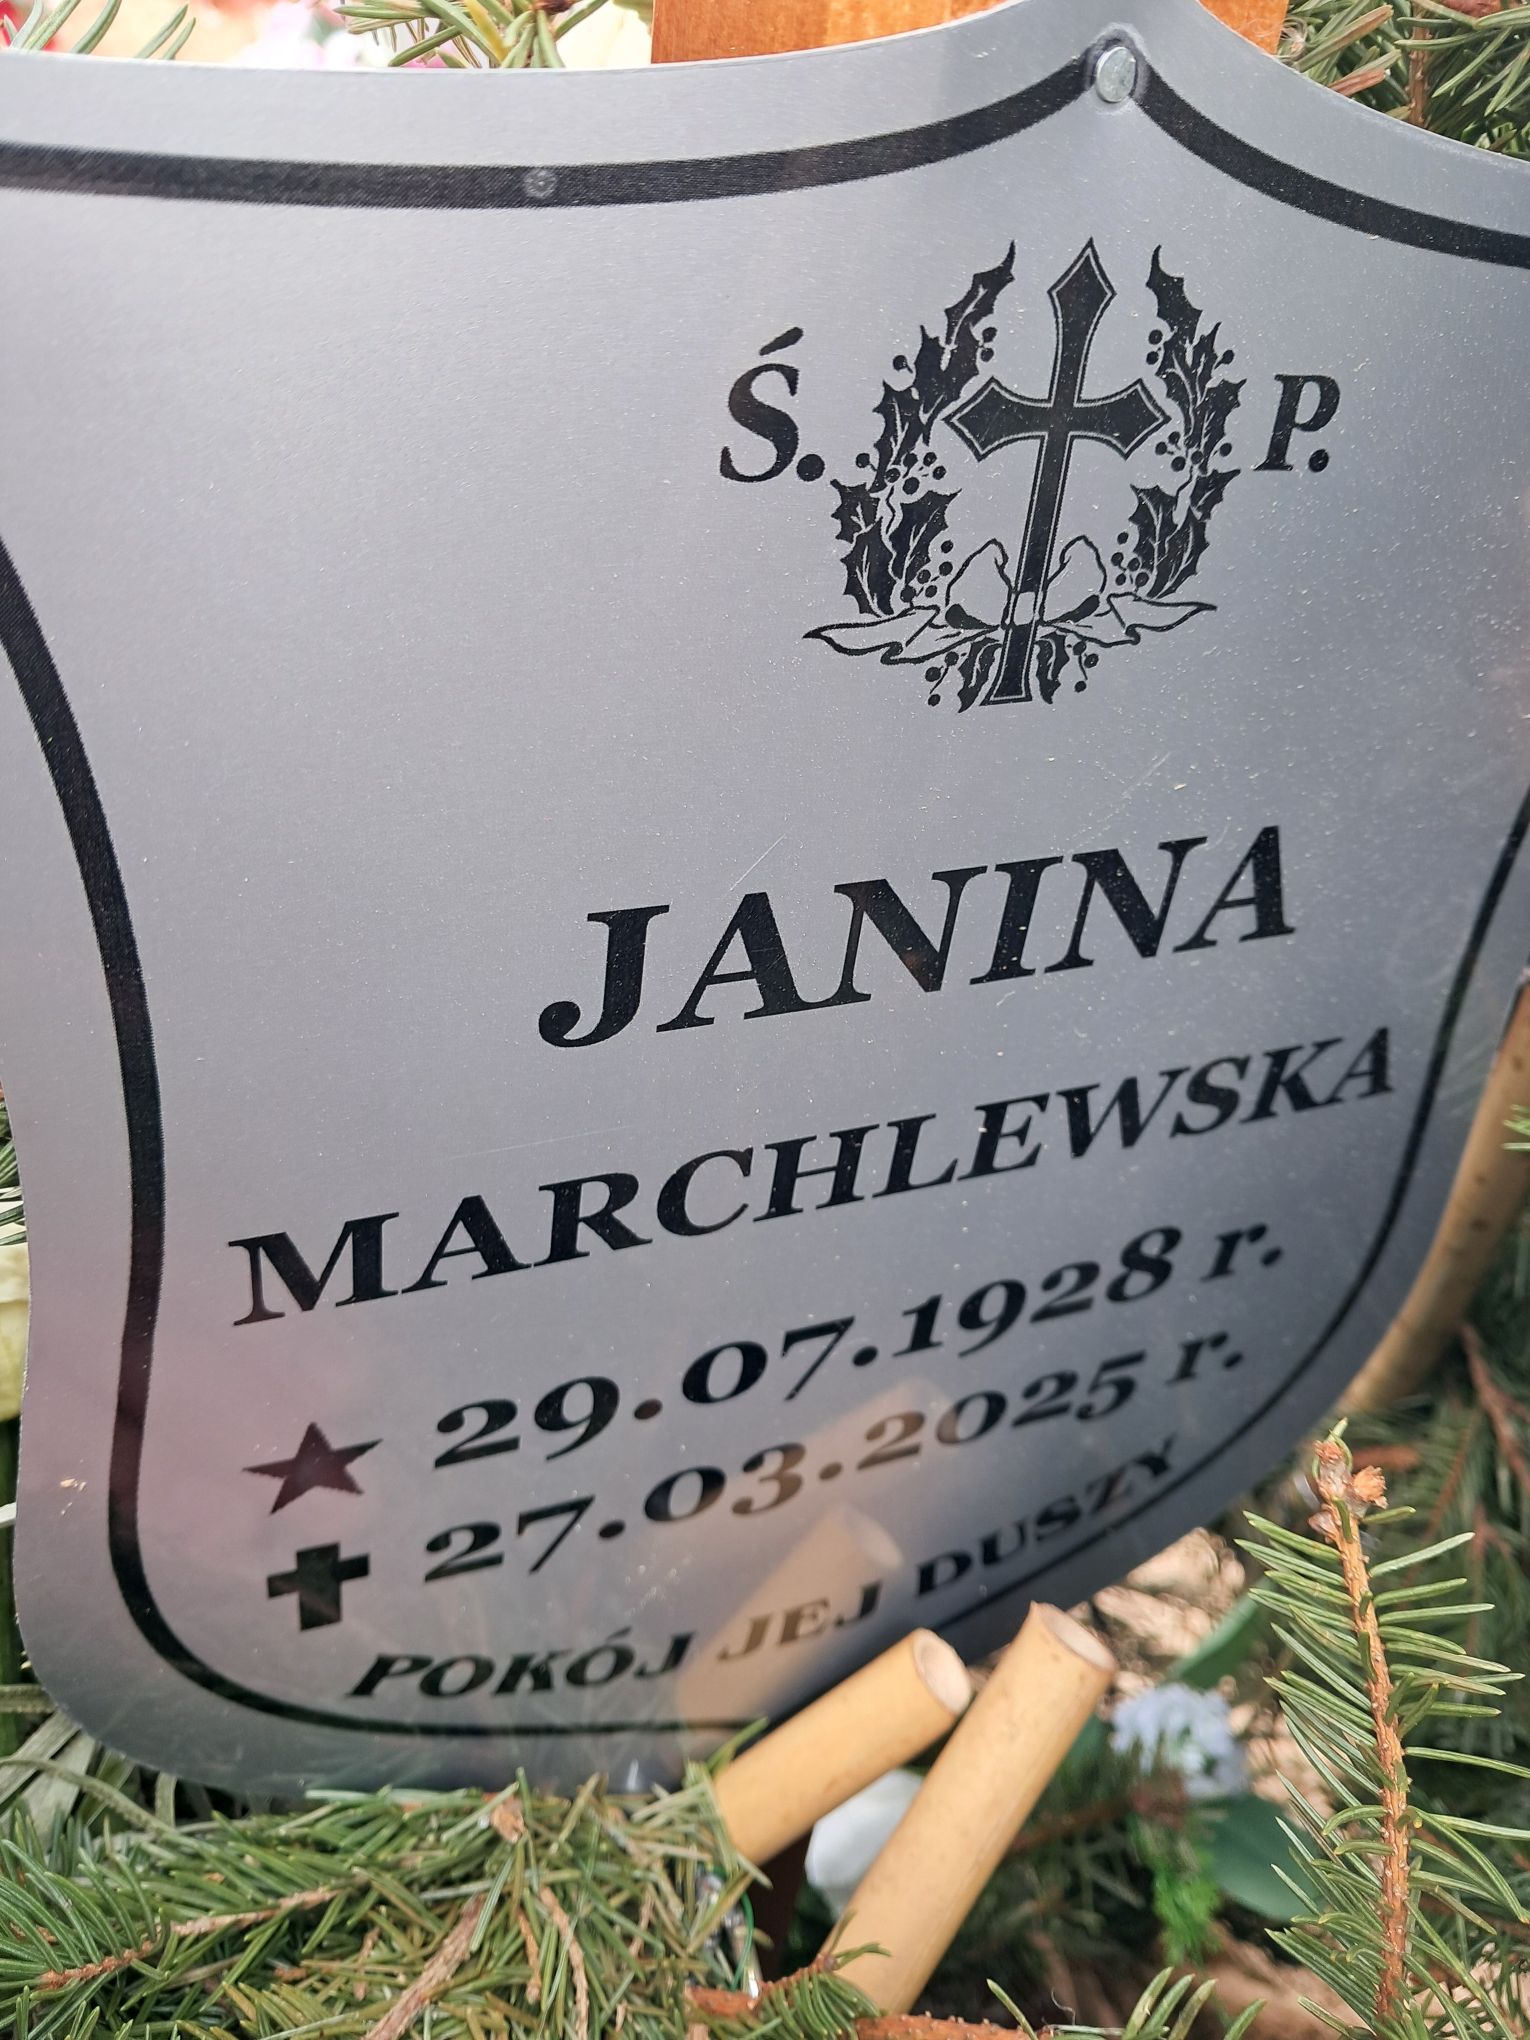 Ś. P.
JANINA
MARCHLEWSKA
29.07.1928 r.
27.03.2025 r.
POKÓJ JEJ DUSZY